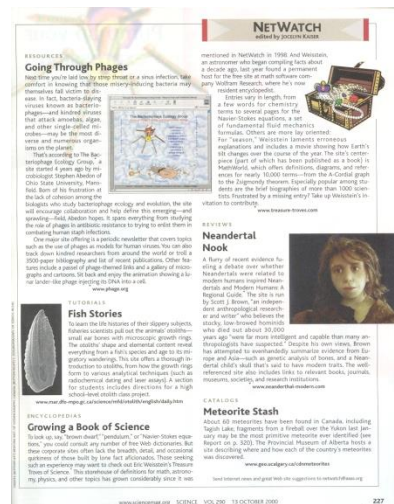 NETWATCH
edited by JOCELYN KAISER
RESOURCES
Going Through Phages
Next time you're laid low by strep throat or a sinus infection, take
comfort in knowing that those misery-inducing bacteria may
themselves fall victim to dis-
ease. In fact, bacteria-slaying
viruses known as bacterio-
phages—and kindred viruses
that attack amoebas, algae,
and other single-celled mi-
crobes—may be the most di-
verse and numerous organ-
isms on the planet.
That's according to The Bac-
teriophage Ecology Group, a
site started 4 years ago by mi-
crobiologist Stephen Abedon of
Ohio State University, Mans-
field. Born of his frustration at
the lack of cohesion among the
biologists who study bacteriophage ecology and evolution, the site
will encourage collaboration and help define this emerging—and
sprawling—field, Abedon hopes. It spans everything from studying
the role of phages in antibiotic resistance to trying to enlist them in
combating human staph infections.
One major site offering is a periodic newsletter that covers topics
such as the use of phages as models for human viruses. You can also
track down kindred researchers from around the world or troll a
3500-paper bibliography and list of recent publications. Other fea-
tures include a passel of phage-themed links and a gallery of micro-
graphs and cartoons. Sit back and enjoy the animation showing a lu-
nar lander–like phage injecting its DNA into a cell.
www.phage.org
TUTORIALS
Fish Stories
To learn the life histories of their slippery subjects,
fisheries scientists pull out the animals' otoliths—
small ear bones with microscopic growth rings.
The otoliths' shape and elemental content reveal
everything from a fish's species and age to its mi-
gratory wanderings. This site offers a thorough in-
troduction to otoliths, from how the growth rings
form to various analytical techniques (such as
radiochemical dating and laser assays). A section
for students includes directions for a high
school–level otolith class project.
www.mar.dfo-mpo.gc.ca/science/mfd/otolith/english/daily.htm
ENCYCLOPEDIAS
Growing a Book of Science
To look up, say, "brown dwarf," "pendulum," or "Navier-Stokes equa-
tions," you could consult any number of free Web dictionaries. But
these corporate sites often lack the breadth, detail, and occasional
quirkiness of those built by lone fact aficionados. Those seeking
such an experience may want to check out Eric Weisstein's Treasure
Troves of Science. This storehouse of definitions for math, astrono-
my, physics, and other topics has grown considerably since it was
mentioned in NetWatch in 1998. And Weisstein,
an astronomer who began compiling facts about
a decade ago, last year found a permanent
host for the free site at math software com-
pany Wolfram Research, where he's now
resident encyclopedist.
Entries vary in length, from
a few words for chemistry
terms to several pages for the
Navier-Stokes equations, a set
of fundamental fluid mechanics
formulas. Others are more lay oriented:
For "season," Weisstein laments erroneous
explanations and includes a movie showing how Earth's
tilt changes over the course of the year. The site's center-
piece (part of which has been published as a book) is
MathWorld, which offers definitions, diagrams, and refer-
ences for nearly 10,000 terms—from the A-Cordial graph
to the Zsigmondy theorem. Especially popular among stu-
dents are the brief biographies of more than 1000 scien-
tists. Frustrated by a missing entry? Take up Weisstein's in-
vitation to contribute.
www.treasure-troves.com
REVIEWS
Neandertal
Nook
A flurry of recent evidence fu-
eling a debate over whether
Neandertals were related to
modern humans inspired Nean-
dertals and Modern Humans: A
Regional Guide. The site is run
by Scott J. Brown, "an indepen-
dent anthropological research-
er and writer" who believes the
stocky, low-browed hominids
who died out about 30,000
years ago "were far more intelligent and capable than many an-
thropologists have suspected." Despite his own views, Brown
has attempted to evenhandedly summarize evidence from Eu-
rope and Asia—such as genetic analysis of bones, and a Nean-
dertal child's skull that's said to have modern traits. The well-
referenced site also includes links to relevant books, journals,
museums, societies, and research institutions.
www.neanderthal-modern.com
CATALOGS
Meteorite Stash
About 60 meteorites have been found in Canada, including
Tagish Lake, fragments from a fireball over the Yukon last Jan-
uary may be the most primitive meteorite ever identified (see
Report on p. 320). The Provincial Museum of Alberta hosts a
site describing where and how each of the country's meteorites
was discovered.
www.geo.ucalgary.ca/cdnmeteorites
Send Internet news and great Web site suggestions to netwatch@aaas.org
www.sciencemag.org SCIENCE VOL 290 13 OCTOBER 2000
227